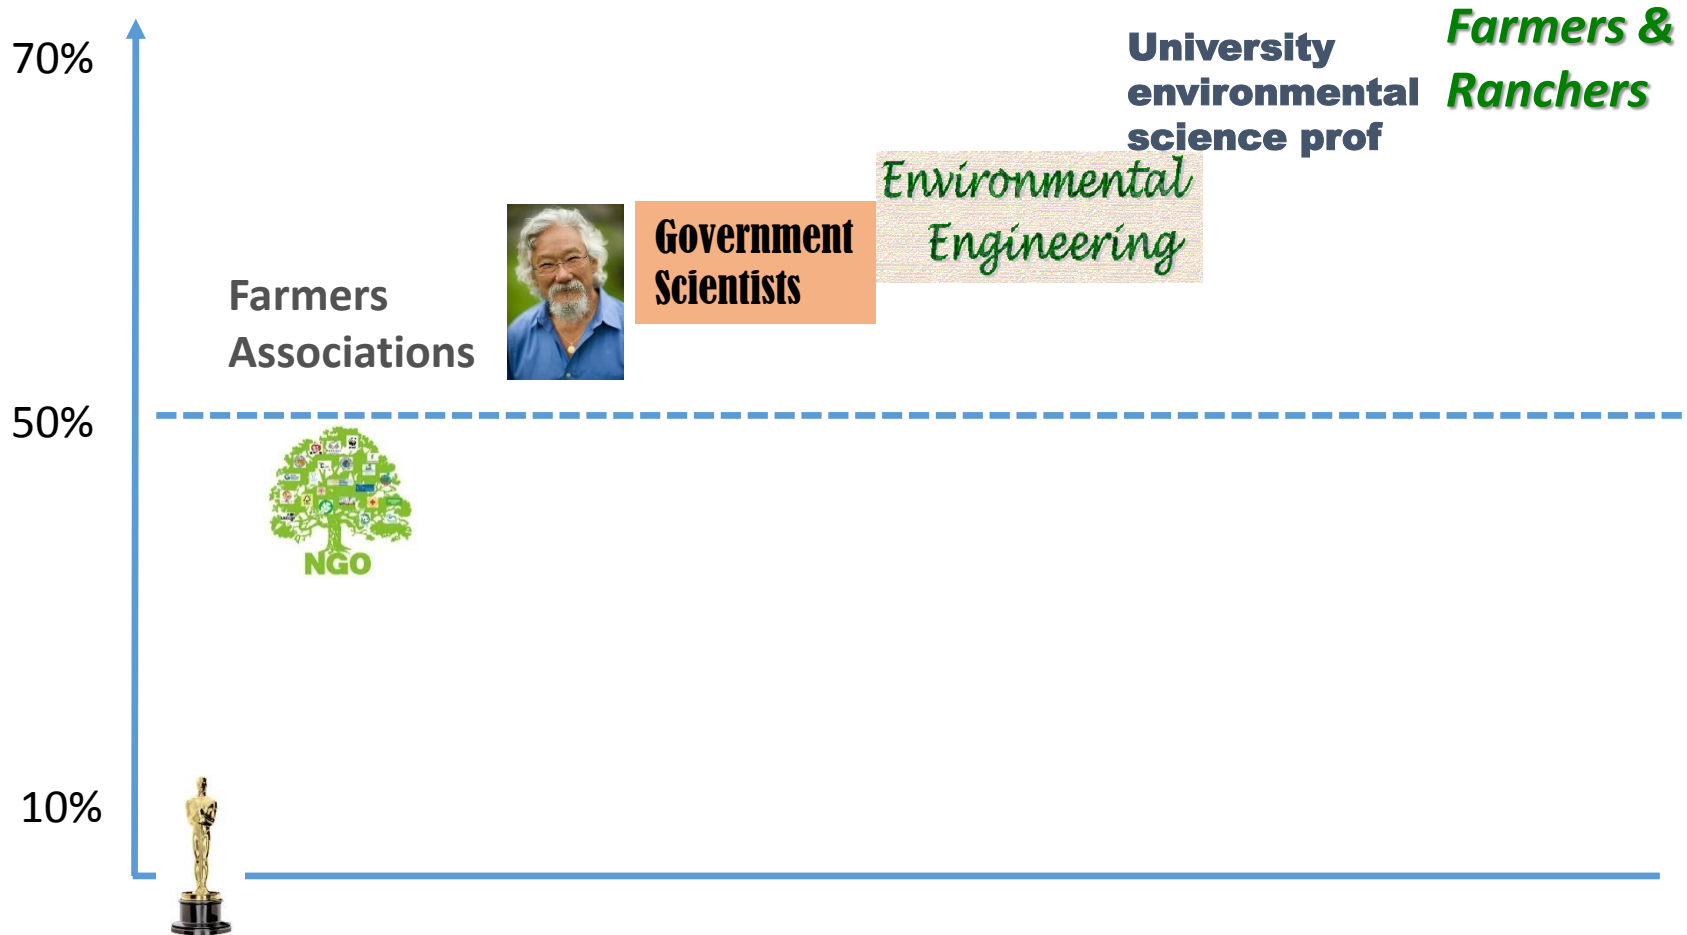 70%
University
environmental
science prof
Farmers &
Ranchers
Environmental
Engineering
Government
Scientists
Farmers
Associations
50%
NGO
10%